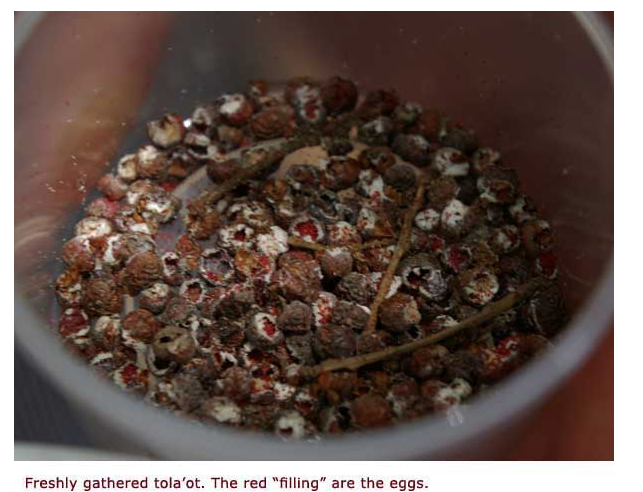 Freshly gathered tola’ot. The red “filling” are the eggs.